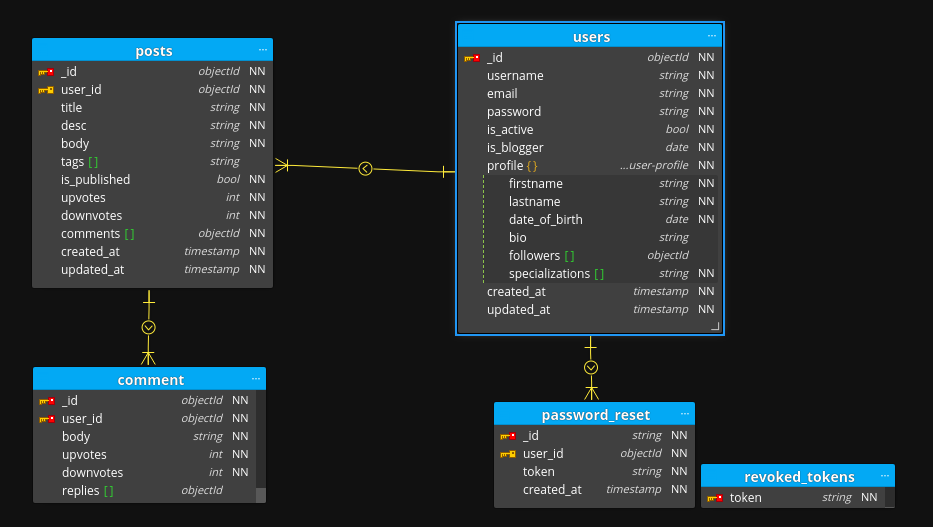 posts ...
_id objectId NN
user_id objectId NN
title string NN
desc string NN
body string NN
tags [] string
is_published bool NN
upvotes int NN
downvotes int NN
comments [] objectId NN
created_at timestamp NN
updated_at timestamp NN
users ...
_id objectId NN
username string NN
email string NN
password string NN
is_active bool NN
is_blogger date NN
profile {} ...user-profile NN
firstname string NN
lastname string NN
date_of_birth date NN
bio string
followers [] objectId
specializations [] string NN
created_at timestamp NN
updated_at timestamp NN
comment ...
_id objectId NN
user_id objectId NN
body string NN
upvotes int NN
downvotes int NN
replies [] objectId
password_reset ...
_id string NN
user_id objectId NN
token string NN
created_at timestamp NN
revoked_tokens ...
token string NN